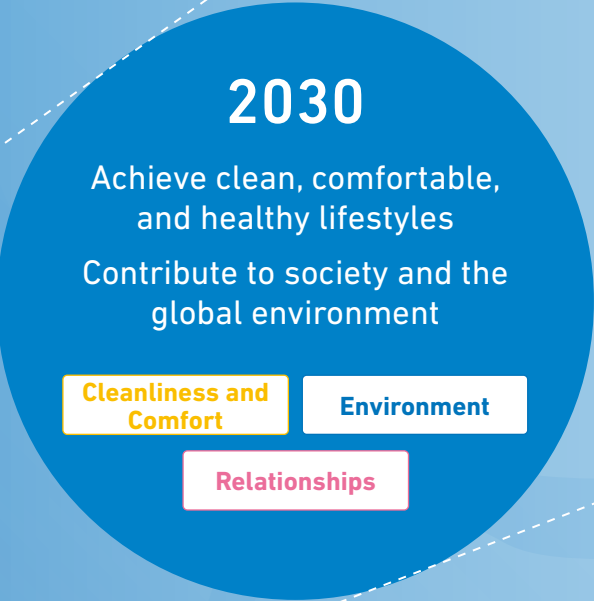 2030
Achieve clean, comfortable,
and healthy lifestyles
Contribute to society and the
global environment
Cleanliness and
Comfort
Environment
Relationships